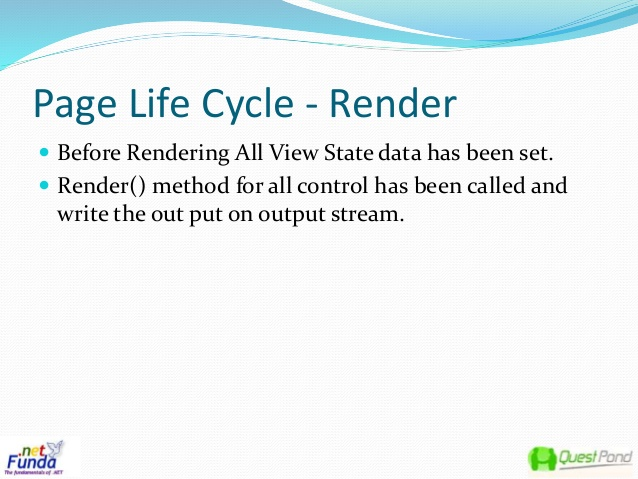 Page Life Cycle - Render
Before Rendering All View State data has been set.
Render() method for all control has been called and
write the out put on output stream.
.net
Funda
The fundamentals of .NET
QuestPond